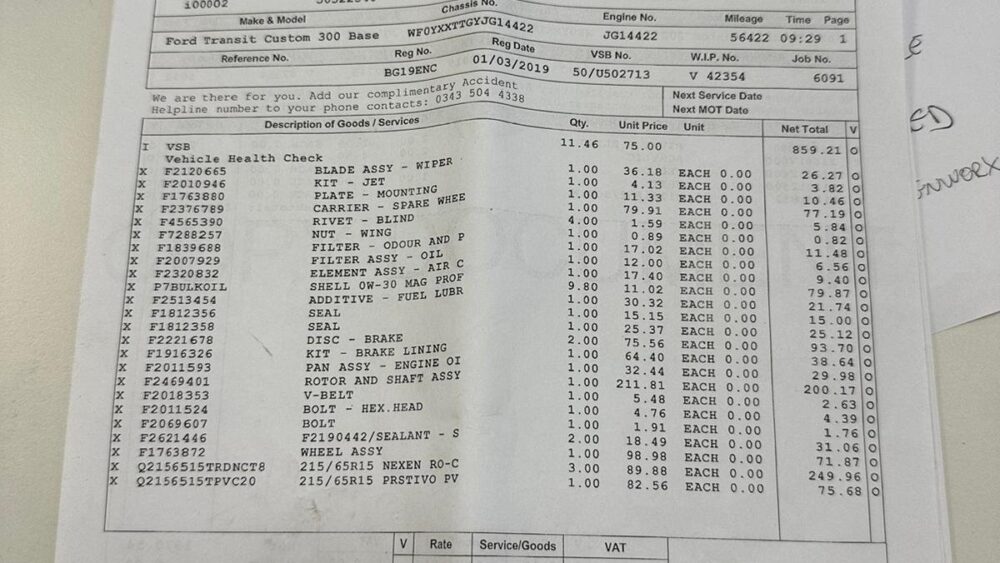 i00002
Chassis No.
Make & Model Engine No. Mileage Time Page
Ford Transit Custom 300 Base WF0YXXTTGYJG14422 JG14422 56422 09:29 1
Reference No. Reg No. Reg Date VSB No. W.I.P. No. Job No.
BG19ENC 01/03/2019 50/U502713 V 42354 6091
We are there for you. Add our complimentary Accident
Helpline number to your phone contacts: 0343 504 4338
Next Service Date
Next MOT Date
Description of Goods / Services Qty. Unit Price Unit Net Total V
I VSB 11.46 75.00 859.21 O
Vehicle Health Check
X F2120665 BLADE ASSY - WIPER 1.00 36.18 EACH 0.00 26.27 O
X F2010946 KIT - JET 1.00 4.13 EACH 0.00 3.82 O
X F1763880 PLATE - MOUNTING 1.00 11.33 EACH 0.00 10.46 O
X F2376789 CARRIER - SPARE WHEE 1.00 79.91 EACH 0.00 77.19 O
X F4565390 RIVET - BLIND 4.00 1.59 EACH 0.00 5.84 O
X F7288257 NUT - WING 1.00 0.89 EACH 0.00 0.82 O
X F1839688 FILTER - ODOUR AND P 1.00 17.02 EACH 0.00 11.48 O
X F2007929 FILTER ASSY - OIL 1.00 12.00 EACH 0.00 6.56 O
X F2320832 ELEMENT ASSY - AIR C 1.00 17.40 EACH 0.00 9.40 O
X P7BULKOIL SHELL 0W-30 MAG PROF 9.80 11.02 EACH 0.00 79.87 O
X F2513454 ADDITIVE - FUEL LUBR 1.00 30.32 EACH 0.00 21.74 O
X F1812356 SEAL 1.00 15.15 EACH 0.00 15.00 O
X F1812358 SEAL 1.00 25.37 EACH 0.00 25.12 O
X F2221678 DISC - BRAKE 2.00 75.56 EACH 0.00 93.70 O
X F1916326 KIT - BRAKE LINING 1.00 64.40 EACH 0.00 38.64 O
X F2011593 PAN ASSY - ENGINE OI 1.00 32.44 EACH 0.00 29.98 O
X F2469401 ROTOR AND SHAFT ASSY 1.00 211.81 EACH 0.00 200.17 O
X F2018353 V-BELT 1.00 5.48 EACH 0.00 2.63 O
X F2011524 BOLT - HEX.HEAD 1.00 4.76 EACH 0.00 4.39 O
X F2069607 BOLT 1.00 1.91 EACH 0.00 1.76 O
X F2621446 F2190442/SEALANT - S 2.00 18.49 EACH 0.00 31.06 O
X F1763872 WHEEL ASSY 1.00 98.98 EACH 0.00 71.87 O
X Q2156515TRDNCT8 215/65R15 NEXEN RO-C 3.00 89.88 EACH 0.00 249.96 O
X Q2156515TPVC20 215/65R15 PRSTIVO PV 1.00 82.56 EACH 0.00 75.68 O
V Rate Service/Goods VAT
ED